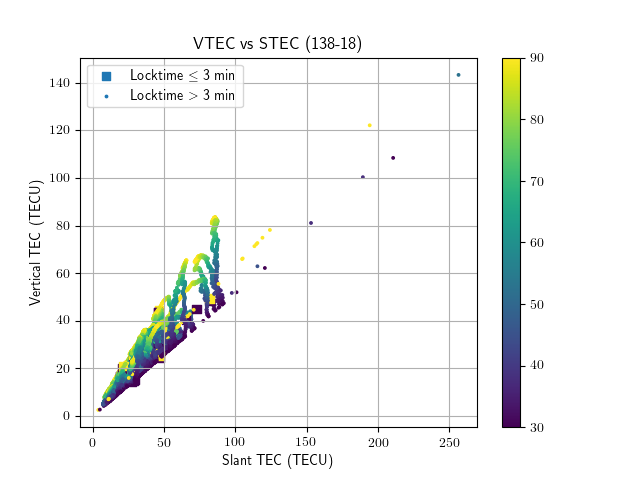 VTEC vs STEC (138-18)
Locktime ≤ 3 min
Locktime > 3 min
Vertical TEC (TECU)
140
120
100
80
60
40
20
0
0 50 100 150 200 250
Slant TEC (TECU)
90
80
70
60
50
40
30